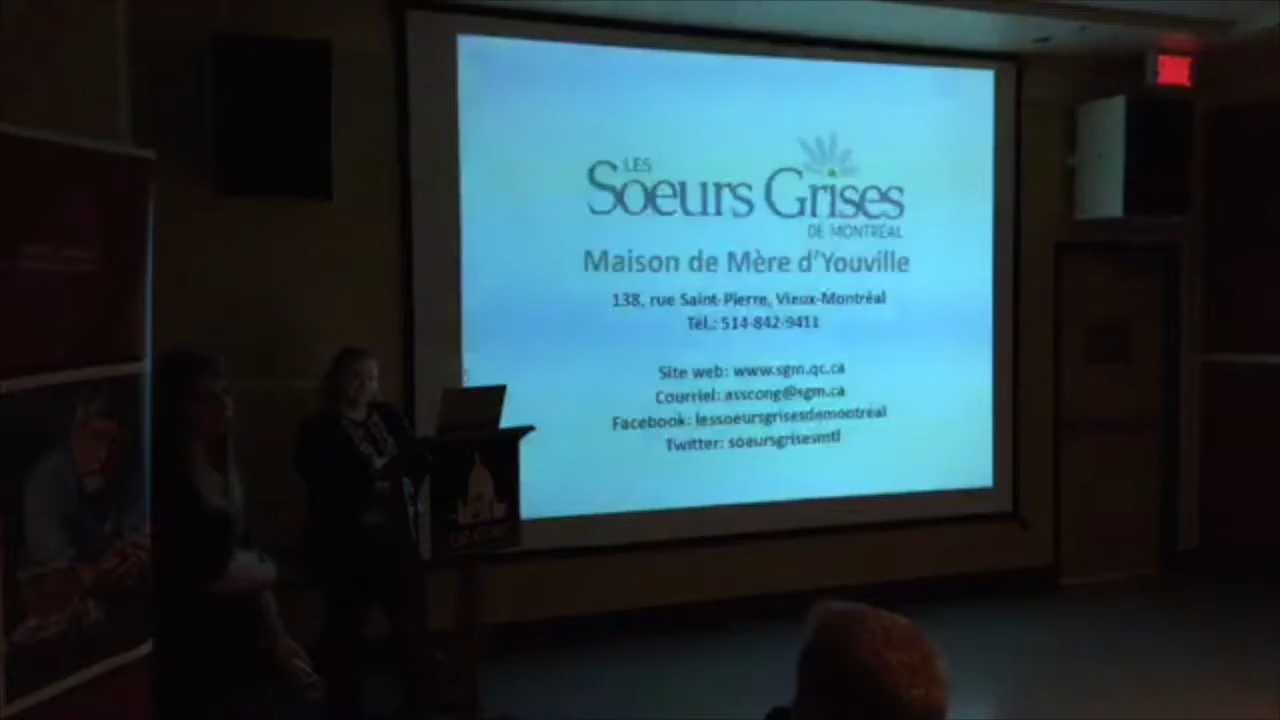 LES
Soeurs Grises
DE MONTRÉAL
Maison de Mère d'Youville
138, rue Saint-Pierre, Vieux-Montréal
Tél.: 514-842-9411
Site web: www.sgm.qc.ca
Courriel: asscong@sgm.ca
Facebook: lessoeursgrisesdemontreal
Twitter: soeursgrisesmtl